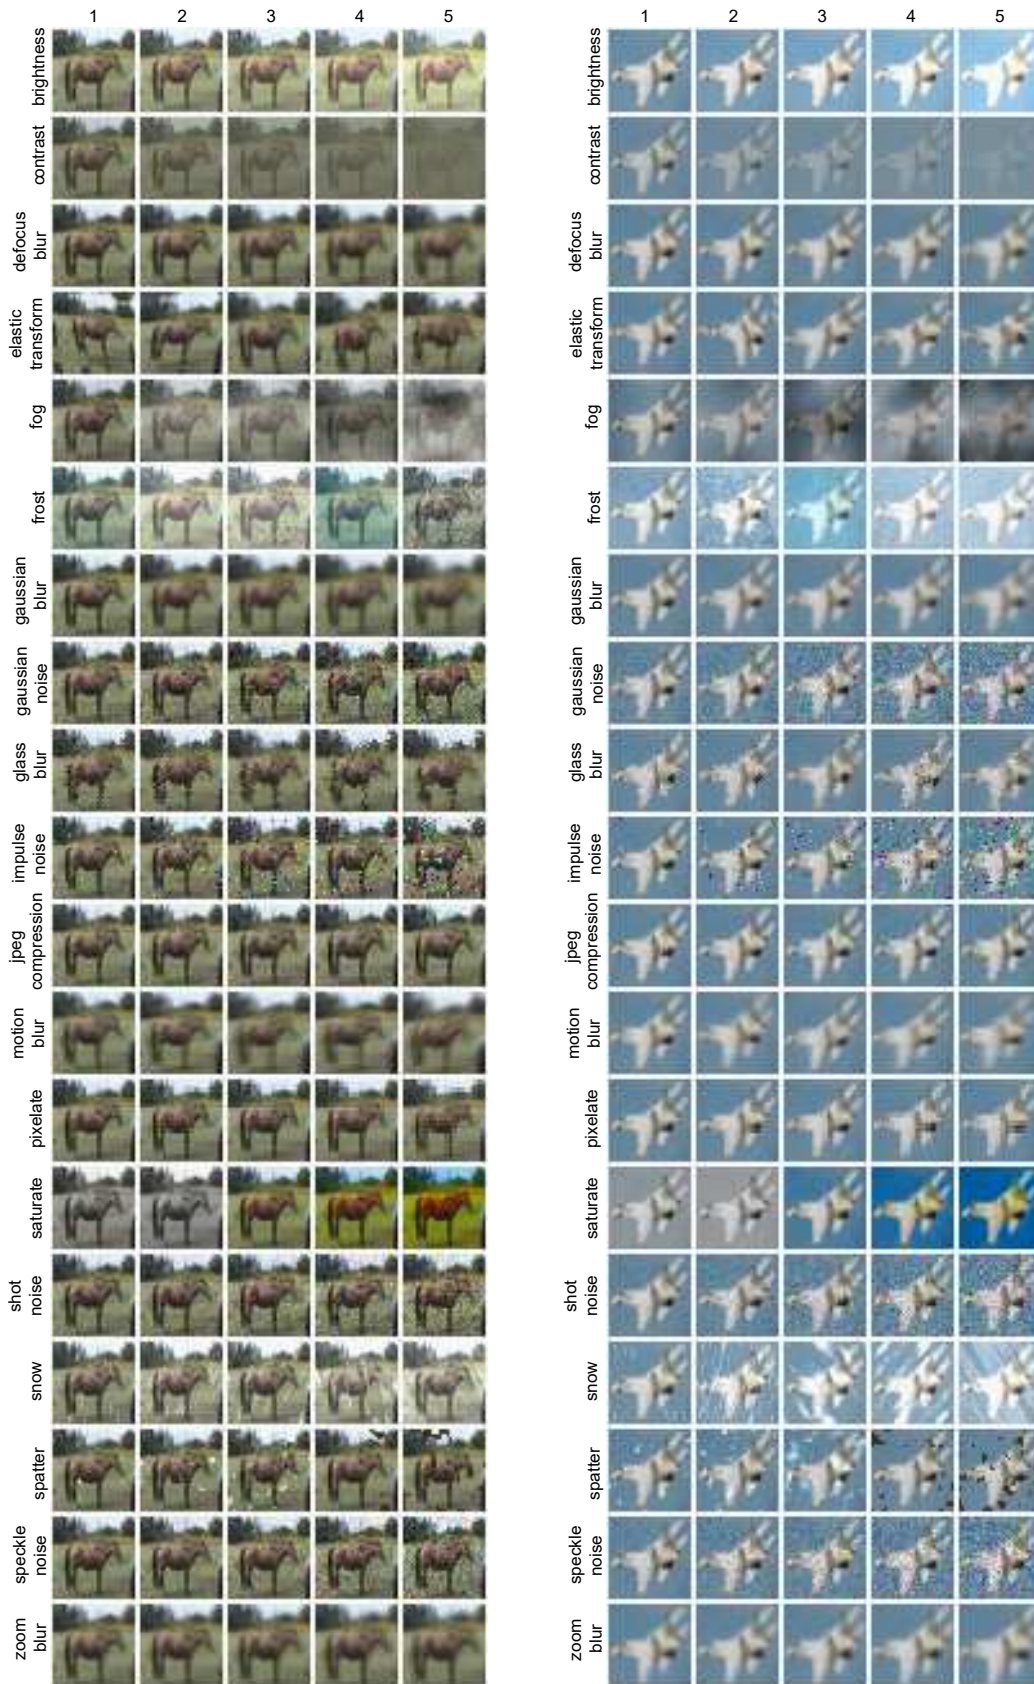 1 2 3 4 5
brightness
contrast
defocus
blur
elastic
transform
fog
frost
gaussian
blur
gaussian
noise
glass
blur
impulse
noise
jpeg
compression
motion
blur
pixelate
saturate
shot
noise
snow
spatter
speckle
noise
zoom
blur
1 2 3 4 5
brightness
contrast
defocus
blur
elastic
transform
fog
frost
gaussian
blur
gaussian
noise
glass
blur
impulse
noise
jpeg
compression
motion
blur
pixelate
saturate
shot
noise
snow
spatter
speckle
noise
zoom
blur